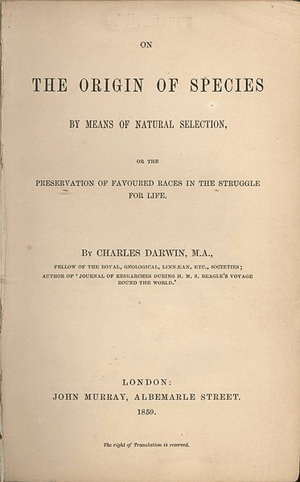 ON
THE ORIGIN OF SPECIES
BY MEANS OF NATURAL SELECTION,
OR THE
PRESERVATION OF FAVOURED RACES IN THE STRUGGLE
FOR LIFE.
BY CHARLES DARWIN, M.A.,
FELLOW OF THE ROYAL, GEOLOGICAL, LINNÆAN, ETC., SOCIETIES;
AUTHOR OF 'JOURNAL OF RESEARCHES DURING H. M. S. BEAGLE'S VOYAGE
ROUND THE WORLD.'
LONDON:
JOHN MURRAY, ALBEMARLE STREET.
1859.
The right of Translation is reserved.